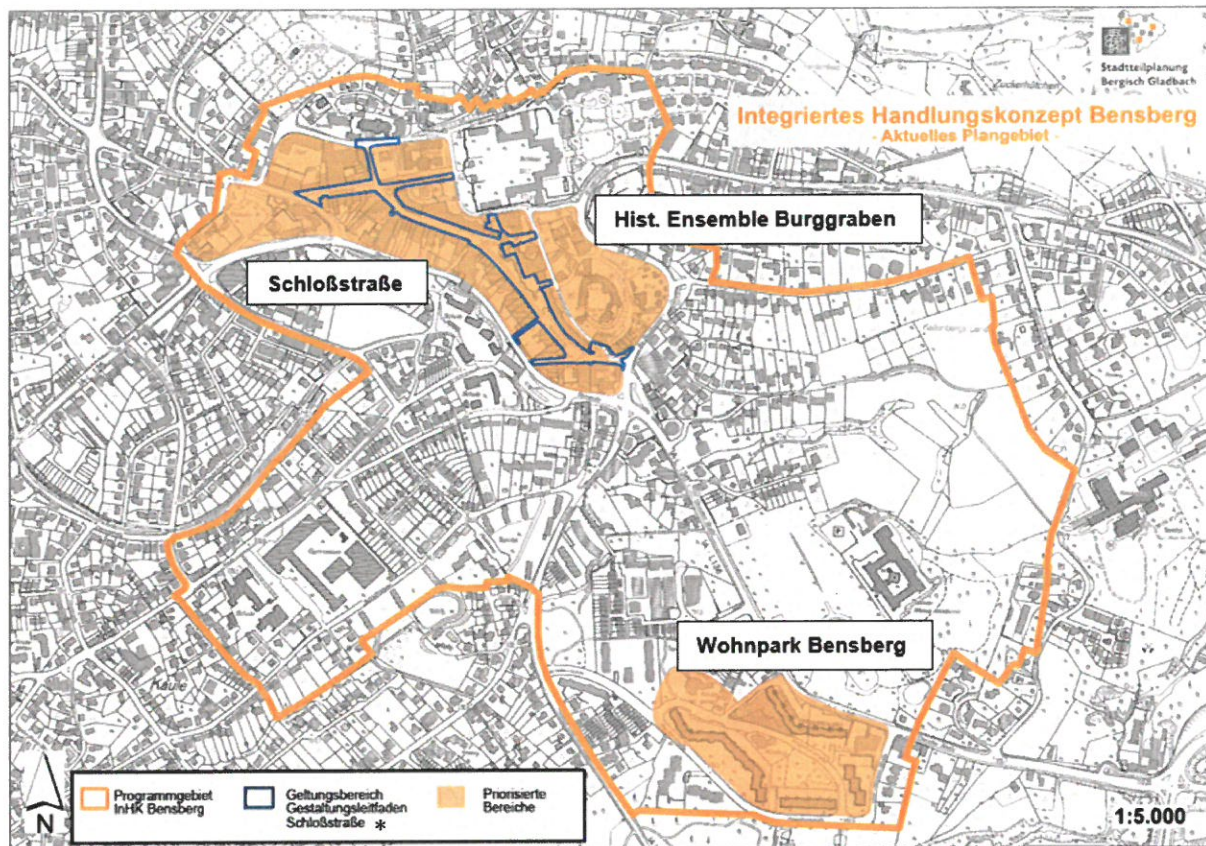 Stadtteilplanung
Bergisch Gladbach
Integriertes Handlungskonzept Bensberg
- Aktuelles Plangebiet -
Hist. Ensemble Burggraben
Schloßstraße
Wohnpark Bensberg
Kaule
N
Programmgebiet
InHK Bensberg
Geltungsbereich
Gestaltungsleitfaden
Schloßstraße *
Priorisierte
Bereiche
1:5.000